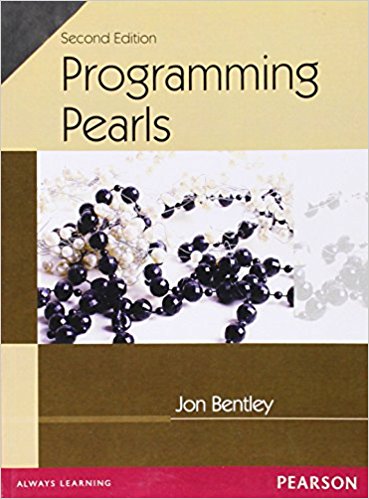 Second Edition
Programming
Pearls
Jon Bentley
ALWAYS LEARNING
PEARSON